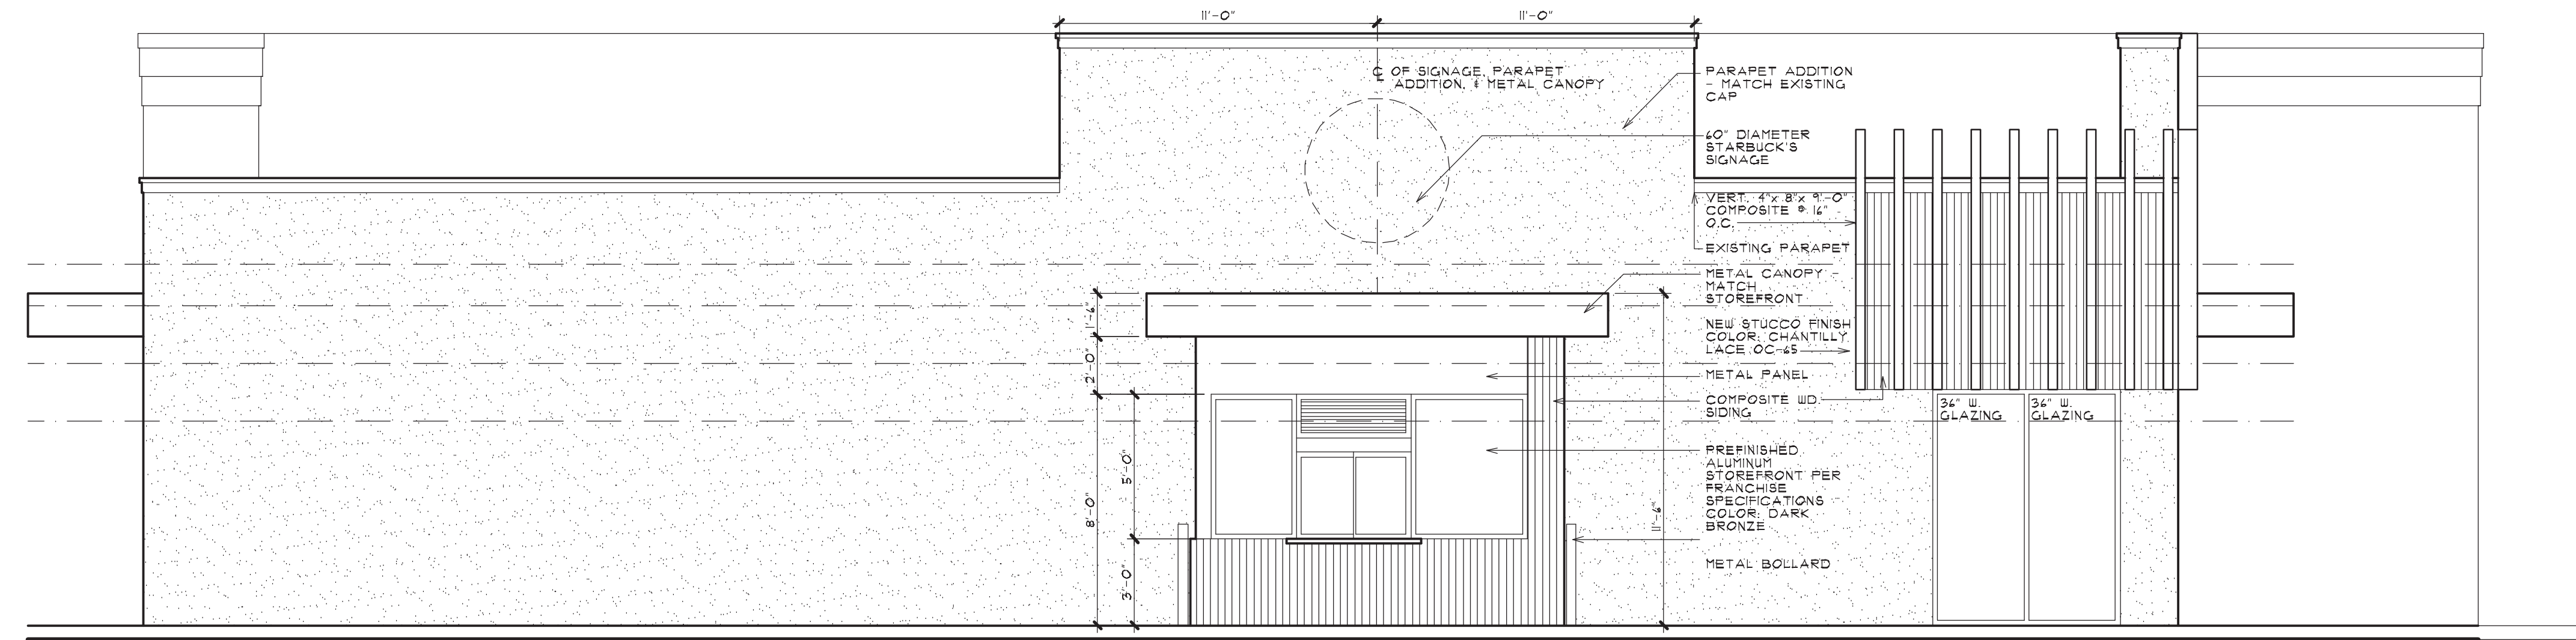 11'-0"
11'-0"
℄ OF SIGNAGE, PARAPET
ADDITION, & METAL CANOPY
PARAPET ADDITION
- MATCH EXISTING
CAP
60" DIAMETER
STARBUCK'S
SIGNAGE
VERT. 4"x 8"x 9'-0"
COMPOSITE @ 16"
O.C.
EXISTING PARAPET
METAL CANOPY -
MATCH
STOREFRONT
NEW STUCCO FINISH
COLOR: CHANTILLY
LACE OC-65
METAL PANEL
COMPOSITE WD.
SIDING
PREFINISHED
ALUMINUM
STOREFRONT PER
FRANCHISE
SPECIFICATIONS
COLOR: DARK
BRONZE
METAL BOLLARD
1'-6"
2'-0"
8'-0"
5'-0"
3'-0"
11'-6"
36" W.
GLAZING
36" W.
GLAZING